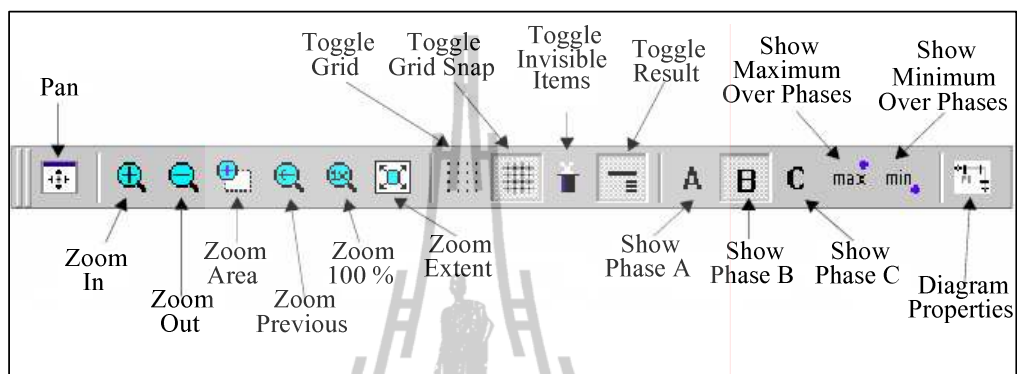 Toggle
Grid
Toggle
Grid Snap
Toggle
Invisible
Items
Toggle
Result
Show
Maximum
Over Phases
Show
Minimum
Over Phases
Pan
1x
A
B
C
max
min
Zoom
In
Zoom
Out
Zoom
Area
Zoom
Previous
Zoom
100 %
Zoom
Extent
Show
Phase A
Show
Phase B
Show
Phase C
Diagram
Properties